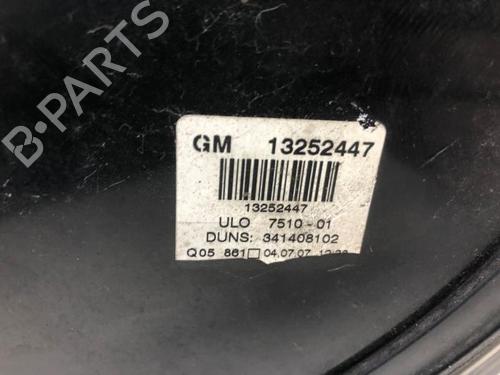 GM 13252447
13252447
ULO 7510-01
DUNS: 341408102
Q05 861 04.07.07
B-PARTS